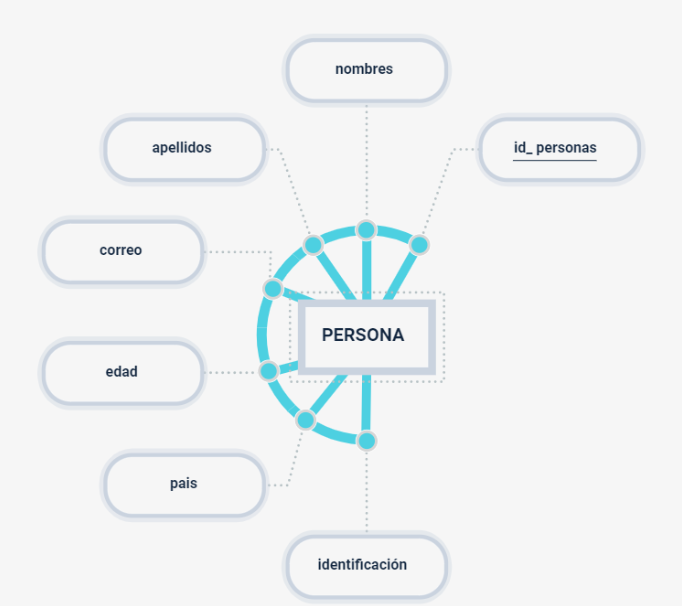 nombres
apellidos
id_ personas
correo
PERSONA
edad
pais
identificación